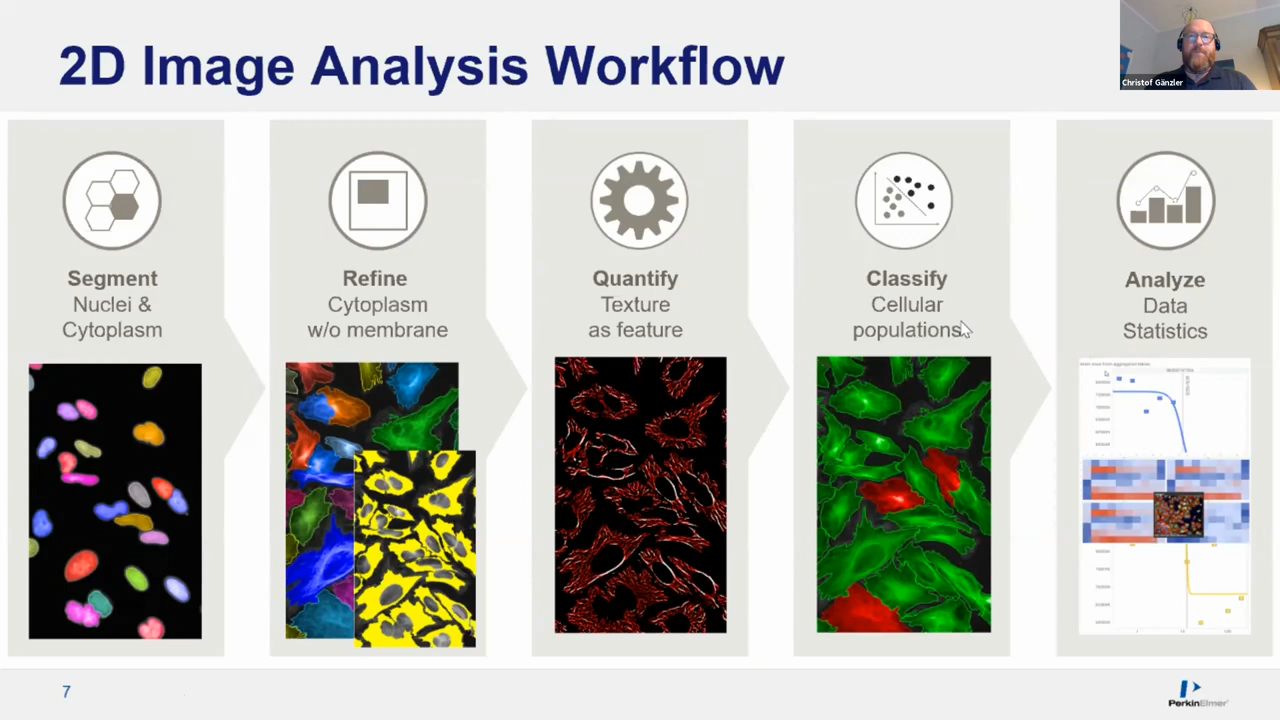 2D Image Analysis Workflow
Christof Gänzler
Segment
Nuclei &
Cytoplasm
Refine
Cytoplasm
w/o membrane
Quantify
Texture
as feature
Classify
Cellular
populations
Analyze
Data
Statistics
7
PerkinElmer